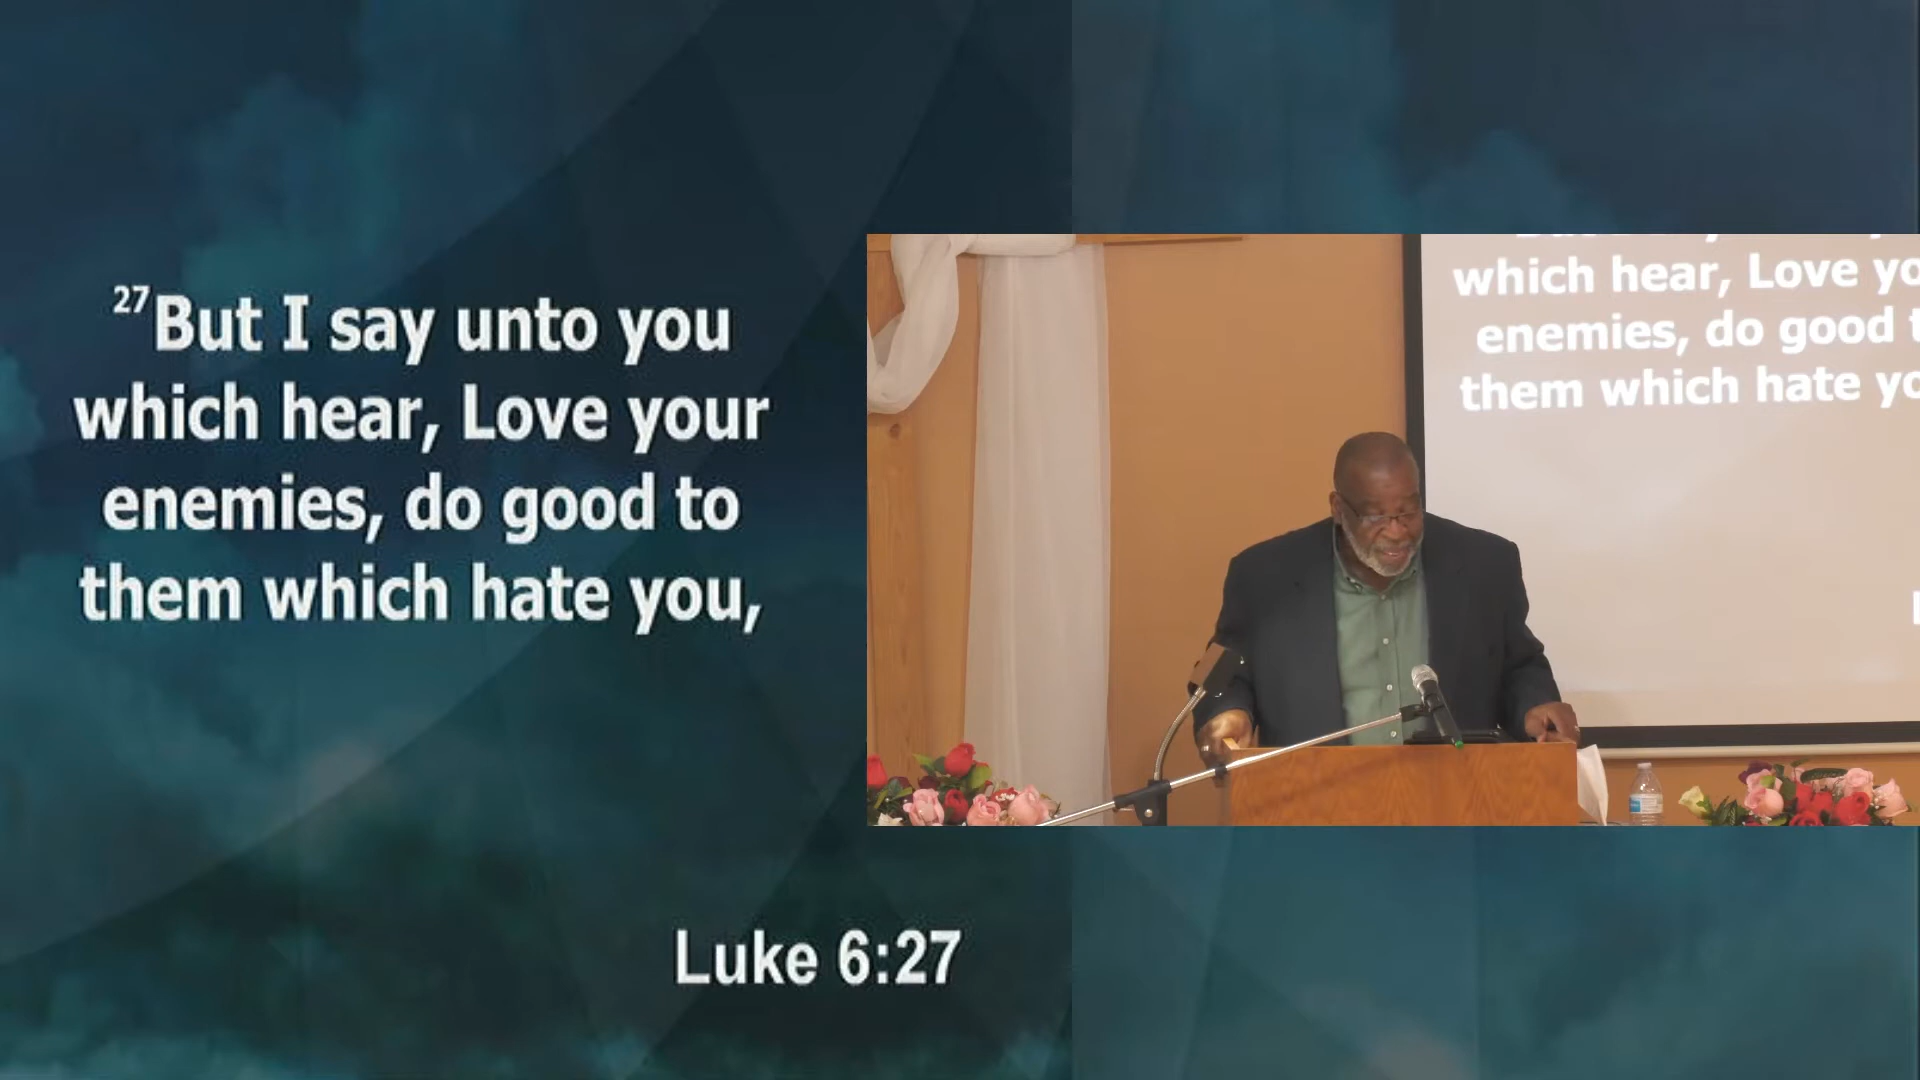 27But I say unto you
which hear, Love your
enemies, do good to
them which hate you,
Luke 6:27
which hear, Love yo
enemies, do good t
them which hate yo